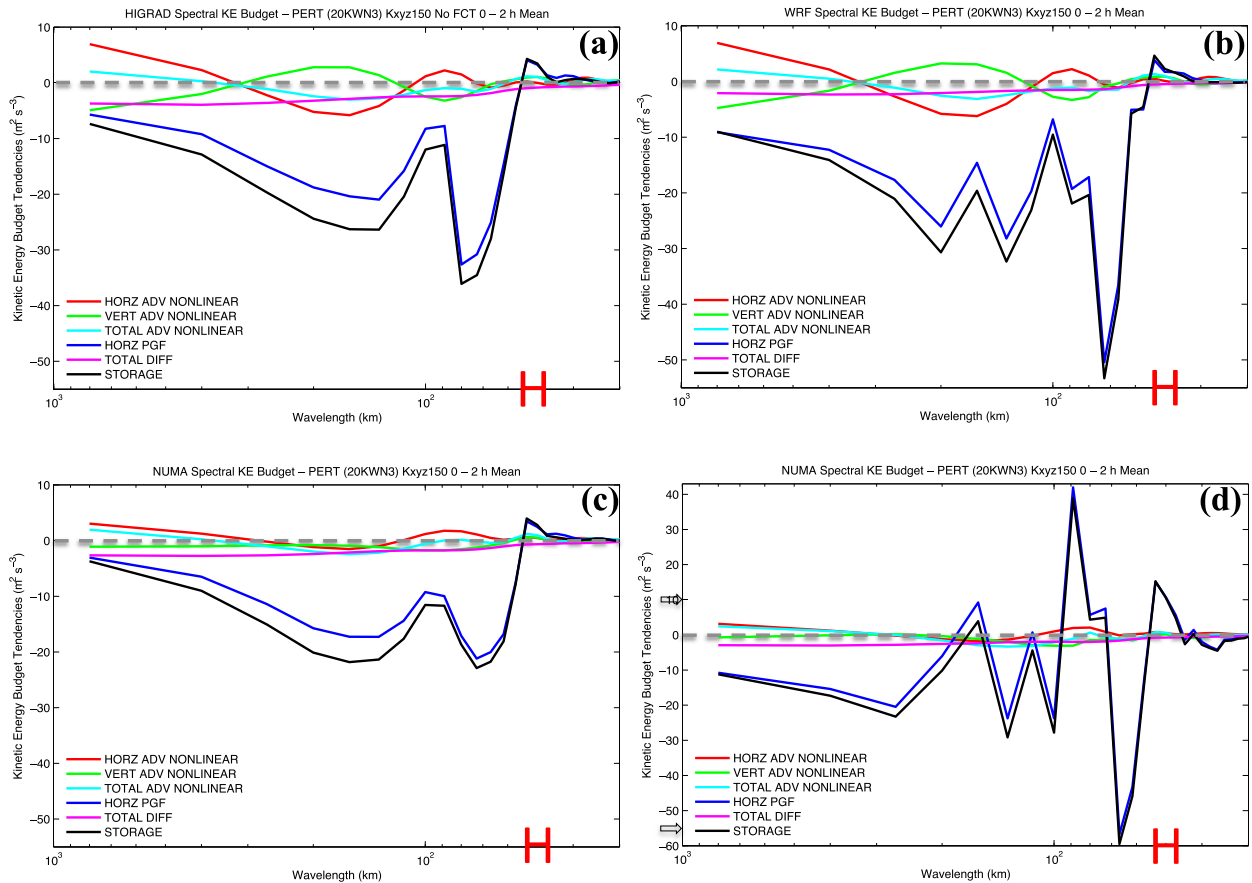 HIGRAD Spectral KE Budget – PERT (20KWN3) Kxyz150 No FCT 0 – 2 h Mean
(a)
10
0
−10
−20
−30
−40
−50
Kinetic Energy Budget Tendencies (m² s⁻³)
HORZ ADV NONLINEAR
VERT ADV NONLINEAR
TOTAL ADV NONLINEAR
HORZ PGF
TOTAL DIFF
STORAGE
10³
10²
Wavelength (km)
WRF Spectral KE Budget – PERT (20KWN3) Kxyz150 0 – 2 h Mean
(b)
10
0
−10
−20
−30
−40
−50
Kinetic Energy Budget Tendencies (m² s⁻³)
HORZ ADV NONLINEAR
VERT ADV NONLINEAR
TOTAL ADV NONLINEAR
HORZ PGF
TOTAL DIFF
STORAGE
10³
10²
Wavelength (km)
NUMA Spectral KE Budget – PERT (20KWN3) Kxyz150 0 – 2 h Mean
(c)
10
0
−10
−20
−30
−40
−50
Kinetic Energy Budget Tendencies (m² s⁻³)
HORZ ADV NONLINEAR
VERT ADV NONLINEAR
TOTAL ADV NONLINEAR
HORZ PGF
TOTAL DIFF
STORAGE
10³
10²
Wavelength (km)
NUMA Spectral KE Budget – PERT (20KWN3) Kxyz150 0 – 2 h Mean
(d)
40
30
20
10
0
−10
−20
−30
−40
−50
−60
Kinetic Energy Budget Tendencies (m² s⁻³)
HORZ ADV NONLINEAR
VERT ADV NONLINEAR
TOTAL ADV NONLINEAR
HORZ PGF
TOTAL DIFF
STORAGE
10³
10²
Wavelength (km)